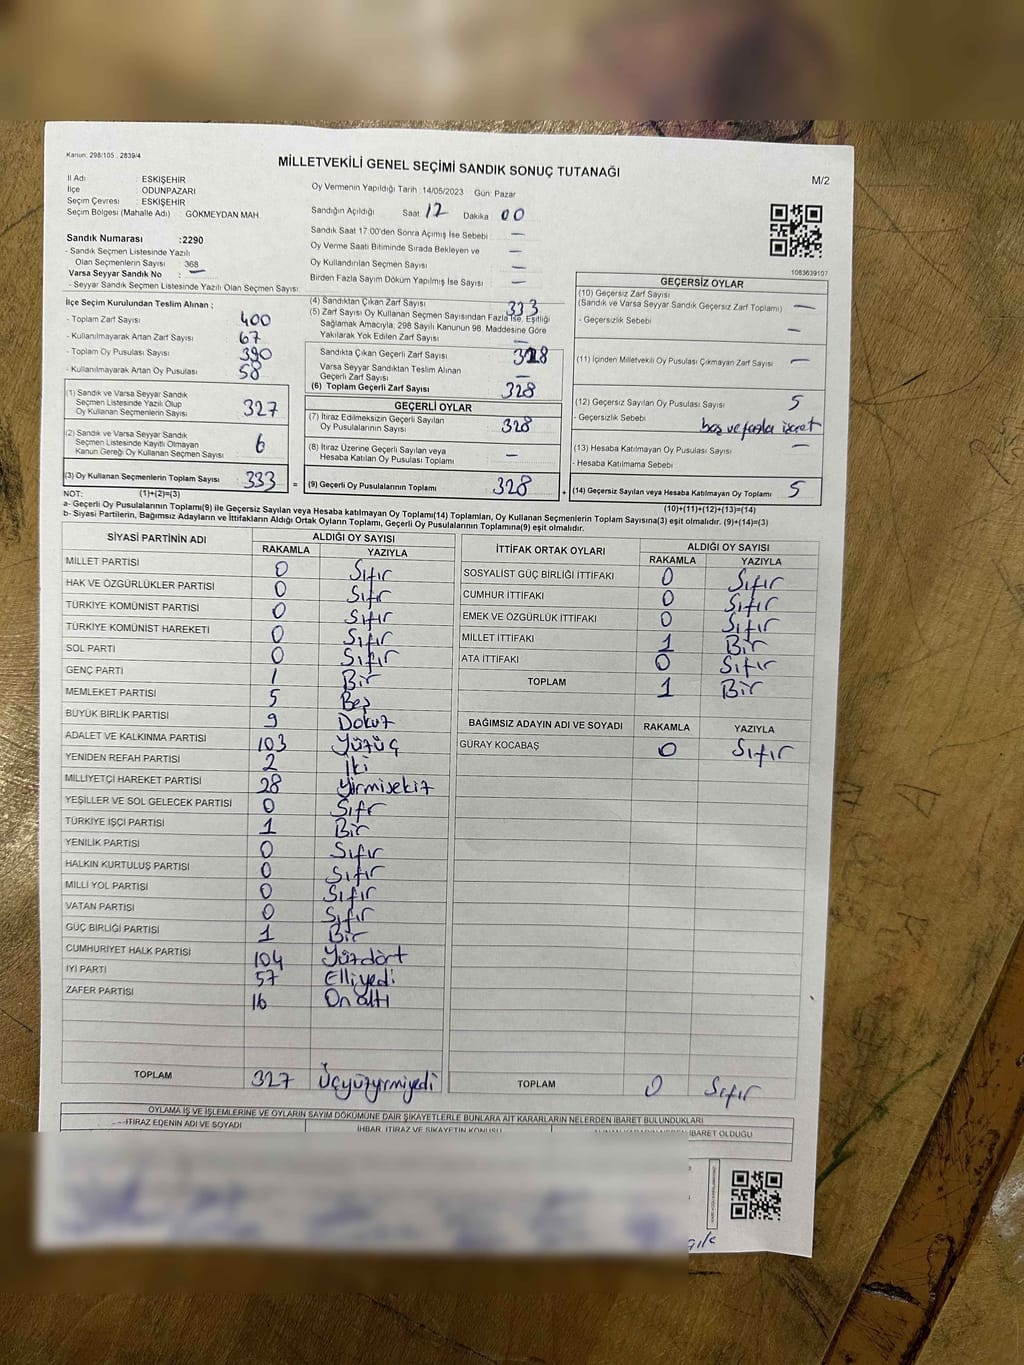 Kanun: 298/105 , 2839/4
MİLLETVEKİLİ GENEL SEÇİMİ SANDIK SONUÇ TUTANAĞI
M/2
İl Adı : ESKİŞEHİR
İlçe : ODUNPAZARI
Seçim Çevresi : ESKİŞEHİR
Seçim Bölgesi (Mahalle Adı) GÖKMEYDAN MAH.
Sandık Numarası :2290
- Sandık Seçmen Listesinde Yazılı
Olan Seçmenlerin Sayısı 368
Varsa Seyyar Sandık No : —
- Seyyar Sandık Seçmen Listesinde Yazılı Olan Seçmen Sayısı:
Oy Vermenin Yapıldığı Tarih :14/05/2023 Gün: Pazar
Sandığın Açıldığı Saat 17 Dakika 00
Sandık Saat 17:00'den Sonra Açımış İse Sebebi : —
Oy Verme Saati Bitiminde Sırada Bekleyen ve —
Oy Kullandırılan Seçmen Sayısı —
Birden Fazla Sayım Döküm Yapılmış İse Sayısı : —
1083639107
İlçe Seçim Kurulundan Teslim Alınan ;
- Toplam Zarf Sayısı 400
- Kullanılmayarak Artan Zarf Sayısı 67
- Toplam Oy Pusulası Sayısı 390
- Kullanılmayarak Artan Oy Pusulası 58
(1) Sandık ve Varsa Seyyar Sandık
Seçmen Listesinde Yazılı Olup
Oy Kullanan Seçmenlerin Sayısı 327
(2) Sandık ve Varsa Seyyar Sandık
Seçmen Listesinde Kayıtlı Olmayan
Kanun Gereği Oy Kullanan Seçmen Sayısı 6
(3) Oy Kullanan Seçmenlerin Toplam Sayısı 333 =
(4) Sandıktan Çıkan Zarf Sayısı 333
(5) Zarf Sayısı Oy Kullanan Seçmen Sayısından Fazla İse, Eşitliği
Sağlamak Amacıyla, 298 Sayılı Kanunun 98. Maddesine Göre
Yakılarak Yok Edilen Zarf Sayısı —
Sandıkta Çıkan Geçerli Zarf Sayısı 328
Varsa Seyyar Sandıktan Teslim Alınan
Geçerli Zarf Sayısı —
(6) Toplam Geçerli Zarf Sayısı 328
GEÇERLİ OYLAR
(7) İtiraz Edilmeksizin Geçerli Sayılan
Oy Pusulalarının Sayısı 328
(8) İtiraz Üzerine Geçerli Sayılan veya
Hesaba Katılan Oy Pusulası Toplamı —
(9) Geçerli Oy Pusulalarının Toplamı 328 +
GEÇERSİZ OYLAR
(10) Geçersiz Zarf Sayısı
(Sandık ve Varsa Seyyar Sandık Geçersiz Zarf Toplamı) —
- Geçersizlik Sebebi —
(11) İçinden Milletvekili Oy Pusulası Çıkmayan Zarf Sayısı —
(12) Geçersiz Sayılan Oy Pusulası Sayısı 5
- Geçersizlik Sebebi boş ve fazla işaret
(13) Hesaba Katılmayan Oy Pusulası Sayısı —
- Hesaba Katılmama Sebebi
(14) Geçersiz Sayılan veya Hesaba Katılmayan Oy Toplamı 5
NOT: (1)+(2)=(3)
(10)+(11)+(12)+(13)=(14)
a- Geçerli Oy Pusulaları Toplamı(9) ile Geçersiz Sayılan veya Hesaba katılmayan Oy Toplamı(14) Toplamları, Oy Kullanan Seçmenlerin Toplam Sayısına(3) eşit olmalıdır. (9)+(14)=(3)
b- Siyasi Partilerin, Bağımsız Adayların ve İttifakların Aldığı Ortak Oyların Toplamı, Geçerli Oy Pusulalarının Toplamına(9) eşit olmalıdır.
SİYASİ PARTİNİN ADI ALDIĞI OY SAYISI
RAKAMLA YAZIYLA
MİLLET PARTİSİ 0 Sıfır
HAK VE ÖZGÜRLÜKLER PARTİSİ 0 Sıfır
TÜRKİYE KOMÜNİST PARTİSİ 0 Sıfır
TÜRKİYE KOMÜNİST HAREKETİ 0 Sıfır
SOL PARTİ 0 Sıfır
GENÇ PARTİ 1 Bir
MEMLEKET PARTİSİ 5 Beş
BÜYÜK BİRLİK PARTİSİ 9 Dokuz
ADALET VE KALKINMA PARTİSİ 103 Yüzüç
YENİDEN REFAH PARTİSİ 2 İki
MİLLİYETÇİ HAREKET PARTİSİ 28 Yirmisekiz
YEŞİLLER VE SOL GELECEK PARTİSİ 0 Sıfır
TÜRKİYE İŞÇİ PARTİSİ 1 Bir
YENİLİK PARTİSİ 0 Sıfır
HALKIN KURTULUŞ PARTİSİ 0 Sıfır
MİLLİ YOL PARTİSİ 0 Sıfır
VATAN PARTİSİ 0 Sıfır
GÜÇ BİRLİĞİ PARTİSİ 1 Bir
CUMHURİYET HALK PARTİSİ 104 Yüzdört
İYİ PARTİ 57 Elliyedi
ZAFER PARTİSİ 16 Onaltı
TOPLAM 327 Üçyüzyirmiyedi
İTTİFAK ORTAK OYLARI ALDIĞI OY SAYISI
RAKAMLA YAZIYLA
SOSYALİST GÜÇ BİRLİĞİ İTTİFAKI 0 Sıfır
CUMHUR İTTİFAKI 0 Sıfır
EMEK VE ÖZGÜRLÜK İTTİFAKI 0 Sıfır
MİLLET İTTİFAKI 1 Bir
ATA İTTİFAKI 0 Sıfır
TOPLAM 1 Bir
BAĞIMSIZ ADAYIN ADI VE SOYADI RAKAMLA YAZIYLA
GÜRAY KOCABAŞ 0 Sıfır
TOPLAM 0 Sıfır
OYLAMA İŞ VE İŞLEMLERİNE VE OYLARIN SAYIM DÖKÜMÜNE DAİR ŞİKAYETLERLE BUNLARA AİT KARARLARIN NELERDEN İBARET BULUNDUKLARI
İTİRAZ EDENİN ADI VE SOYADI İHBAR, İTİRAZ VE ŞİKAYETİN KONUSU İBARET OLDUĞU